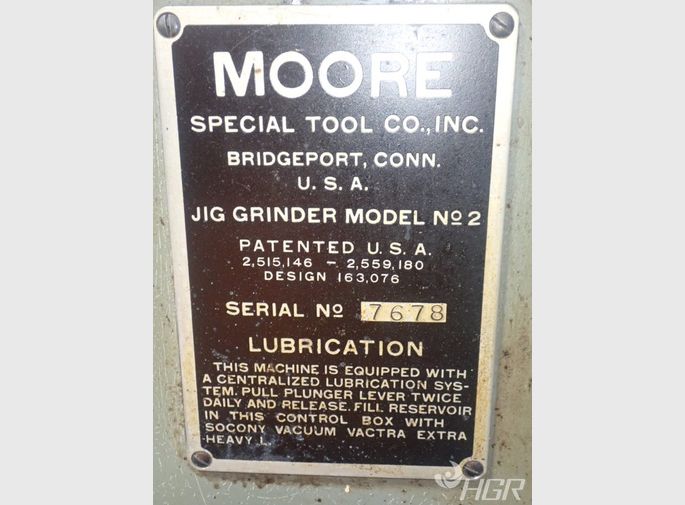 MOORE
SPECIAL TOOL CO., INC.
BRIDGEPORT, CONN.
U. S. A.
JIG GRINDER MODEL Nº 2
PATENTED U. S. A.
2,515,146 – 2,559,180
DESIGN 163,076
SERIAL Nº 7678
LUBRICATION
THIS MACHINE IS EQUIPPED WITH
A CENTRALIZED LUBRICATION SYS-
TEM. PULL PLUNGER LEVER TWICE
DAILY AND RELEASE. FILL RESERVOIR
IN THIS CONTROL BOX WITH
SOCONY VACUUM VACTRA EXTRA
HEAVY L.
HGR